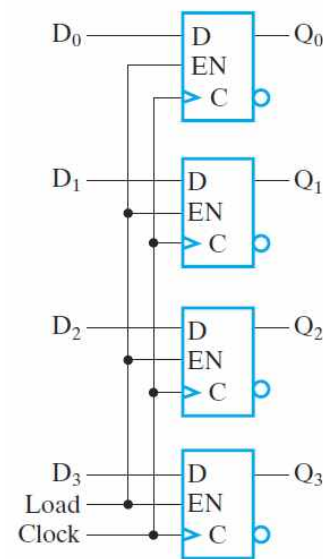 D₀ D Q₀
EN
C
D₁ D Q₁
EN
C
D₂ D Q₂
EN
C
D₃ D Q₃
Load EN
Clock C